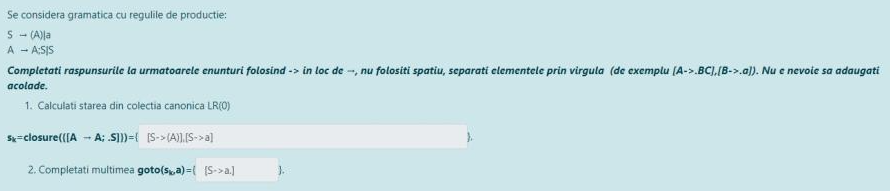 Se considera gramatica cu regulile de productie:
S → (A)|a
A → A;S|S
Completati raspunsurile la urmatoarele enunturi folosind -> in loc de →, nu folositi spatiu, separati elementele prin virgula (de exemplu [A->.BC],[B->.a]). Nu e nevoie sa adaugati
acolade.
1. Calculati starea din colectia canonica LR(0)
sk=closure({[A → A; .S]})={ [S->(A)],[S->a] }.
2. Completati multimea goto(sk,a)={ [S->a.] }.